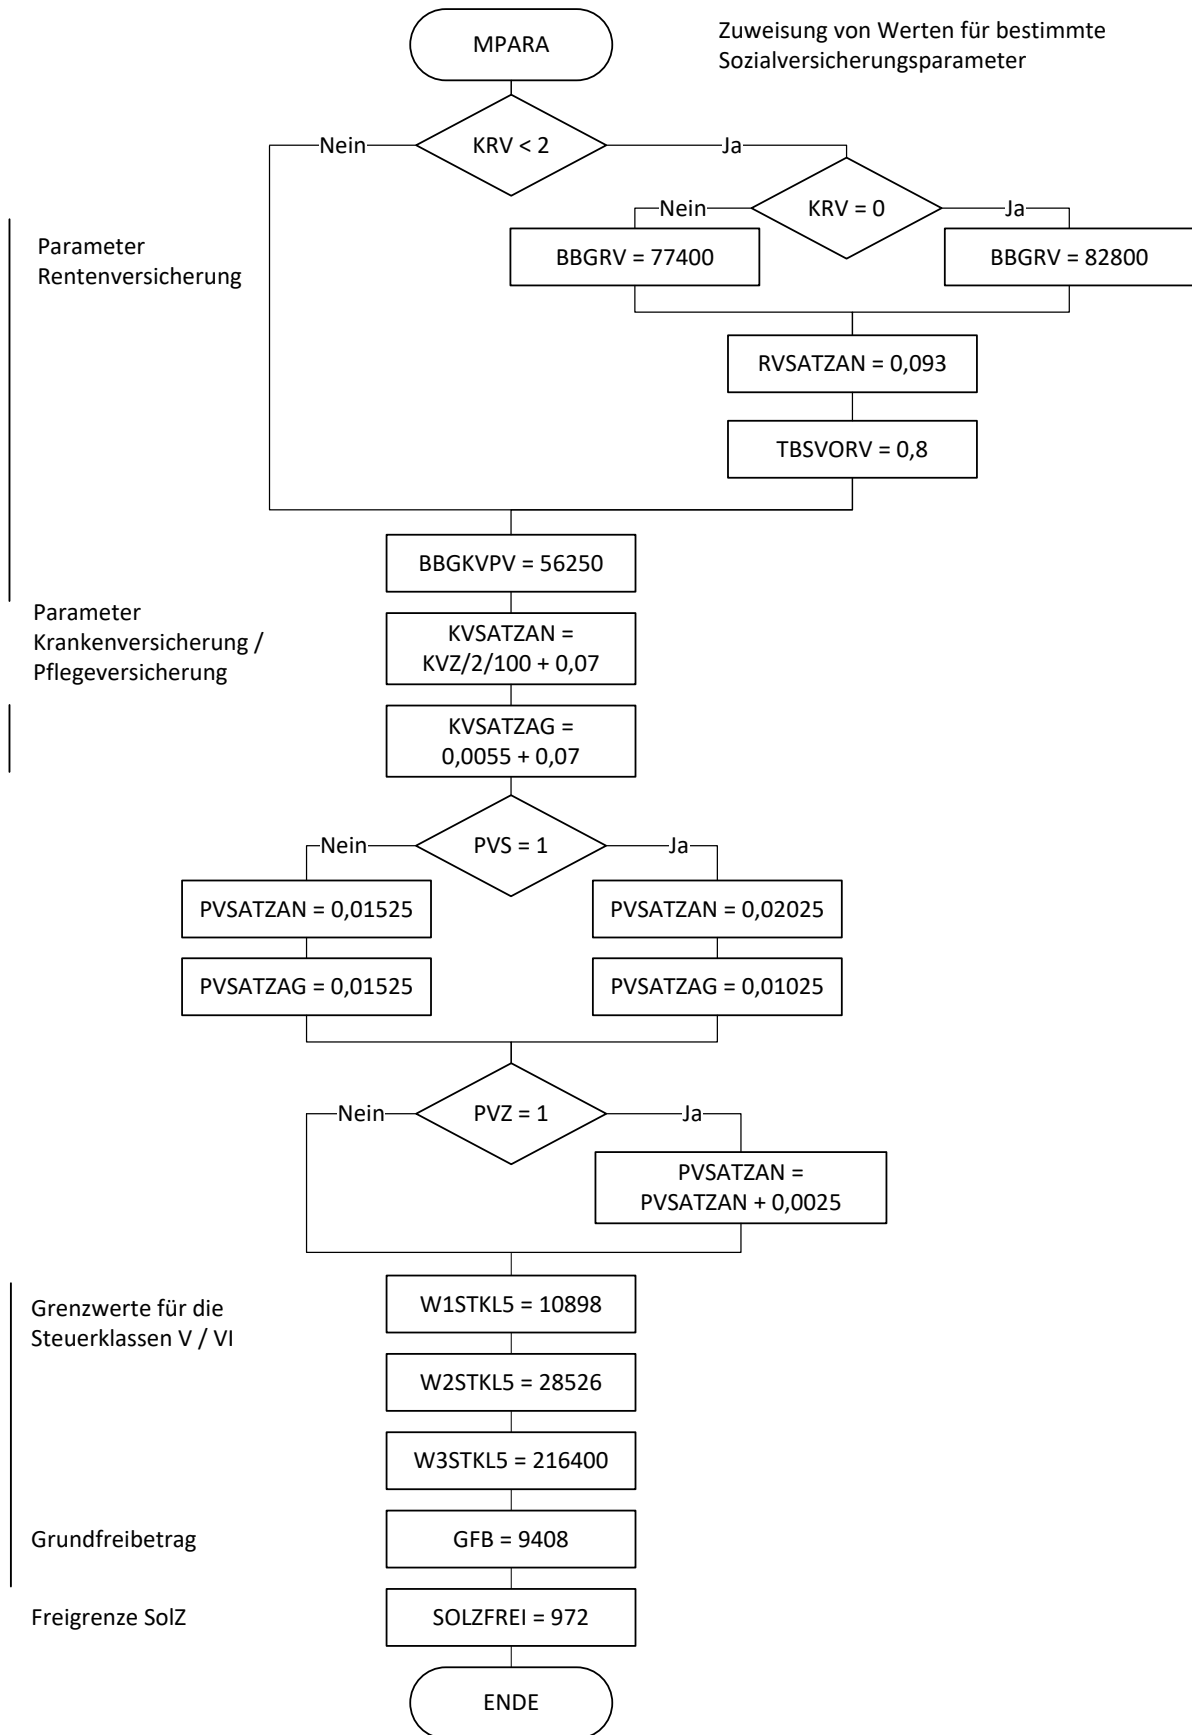 MPARA
Zuweisung von Werten für bestimmte
Sozialversicherungsparameter
Nein
KRV < 2
Ja
Nein
KRV = 0
Ja
Parameter
Rentenversicherung
BBGRV = 77400
BBGRV = 82800
RVSATZAN = 0,093
TBSVORV = 0,8
BBGKVPV = 56250
Parameter
Krankenversicherung /
Pflegeversicherung
KVSATZAN =
KVZ/2/100 + 0,07
KVSATZAG =
0,0055 + 0,07
Nein
PVS = 1
Ja
PVSATZAN = 0,01525
PVSATZAN = 0,02025
PVSATZAG = 0,01525
PVSATZAG = 0,01025
Nein
PVZ = 1
Ja
PVSATZAN =
PVSATZAN + 0,0025
Grenzwerte für die
Steuerklassen V / VI
W1STKL5 = 10898
W2STKL5 = 28526
W3STKL5 = 216400
Grundfreibetrag
GFB = 9408
Freigrenze SolZ
SOLZFREI = 972
ENDE